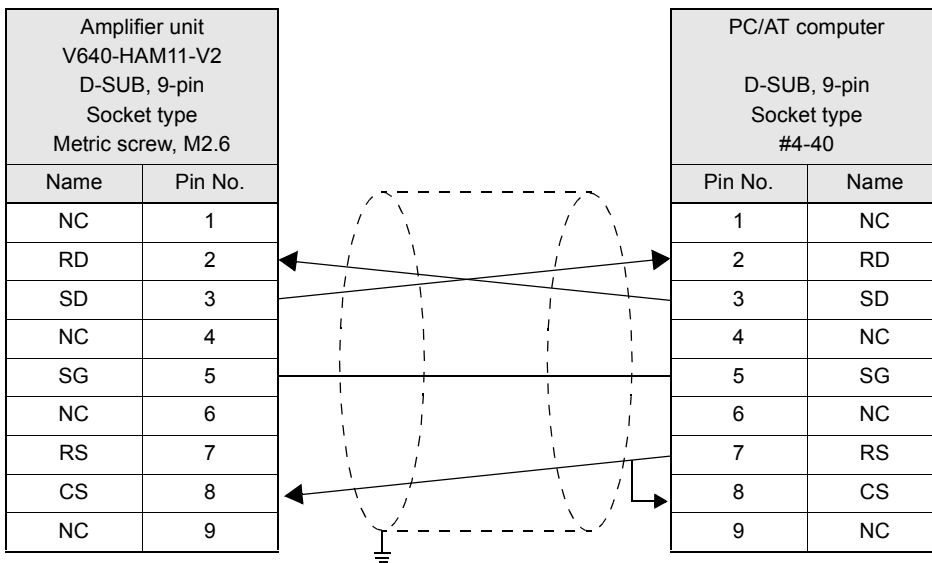 Amplifier unit
V640-HAM11-V2
D-SUB, 9-pin
Socket type
Metric screw, M2.6
Name Pin No.
NC 1
RD 2
SD 3
NC 4
SG 5
NC 6
RS 7
CS 8
NC 9
PC/AT computer
D-SUB, 9-pin
Socket type
#4-40
Pin No. Name
1 NC
2 RD
3 SD
4 NC
5 SG
6 NC
7 RS
8 CS
9 NC